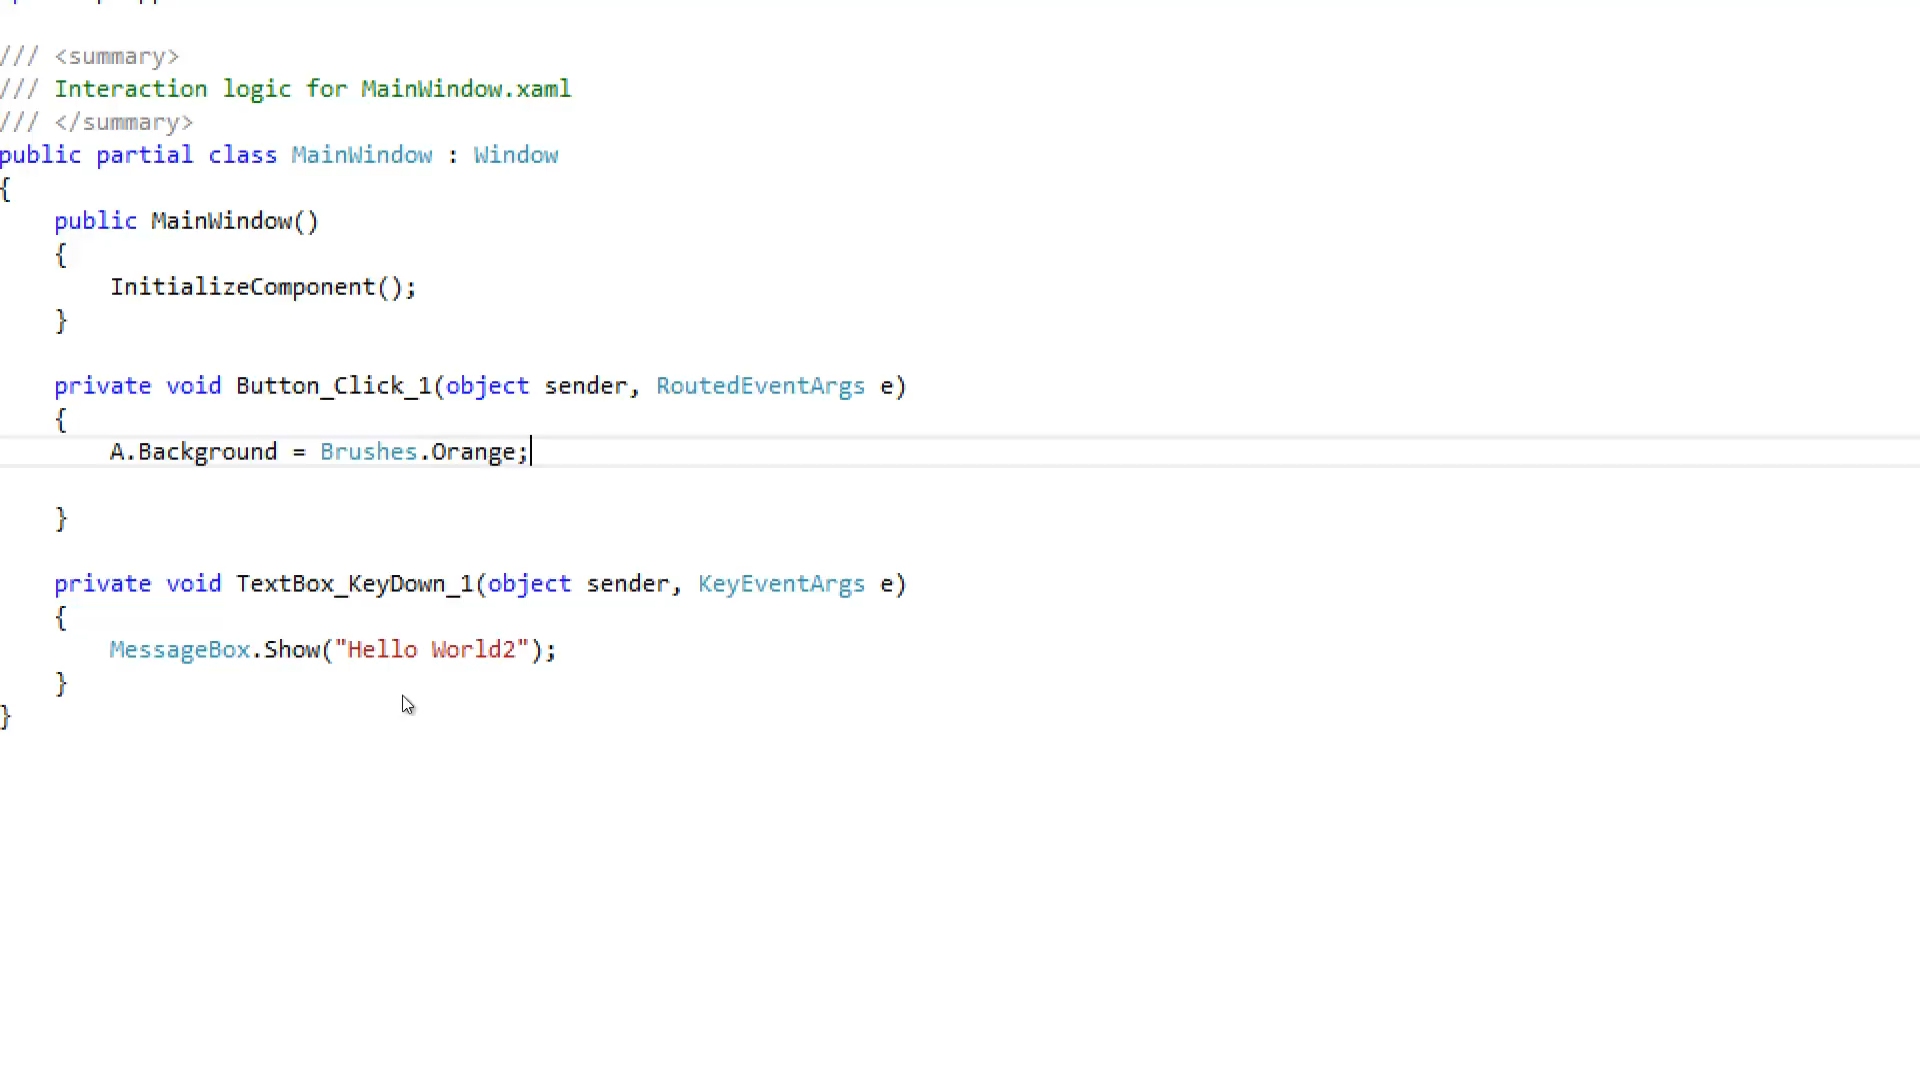 /// <summary>
/// Interaction logic for MainWindow.xaml
/// </summary>
public partial class MainWindow : Window
{
    public MainWindow()
    {
        InitializeComponent();
    }
    private void Button_Click_1(object sender, RoutedEventArgs e)
    {
        A.Background = Brushes.Orange;
    }
    private void TextBox_KeyDown_1(object sender, KeyEventArgs e)
    {
        MessageBox.Show("Hello World2");
    }
}